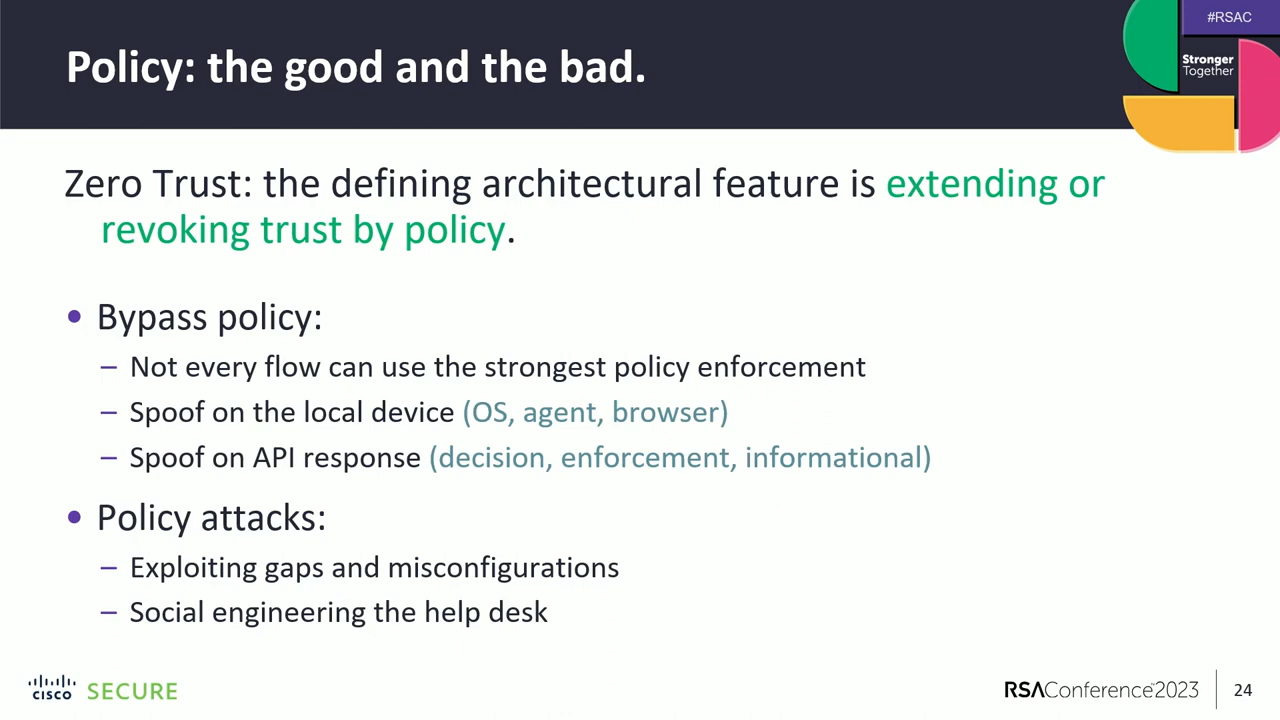 #RSAC
Policy: the good and the bad.
Stronger
Together
Zero Trust: the defining architectural feature is extending or
revoking trust by policy.
• Bypass policy:
– Not every flow can use the strongest policy enforcement
– Spoof on the local device (OS, agent, browser)
– Spoof on API response (decision, enforcement, informational)
• Policy attacks:
– Exploiting gaps and misconfigurations
– Social engineering the help desk
CISCO SECURE
RSAConference™2023
24